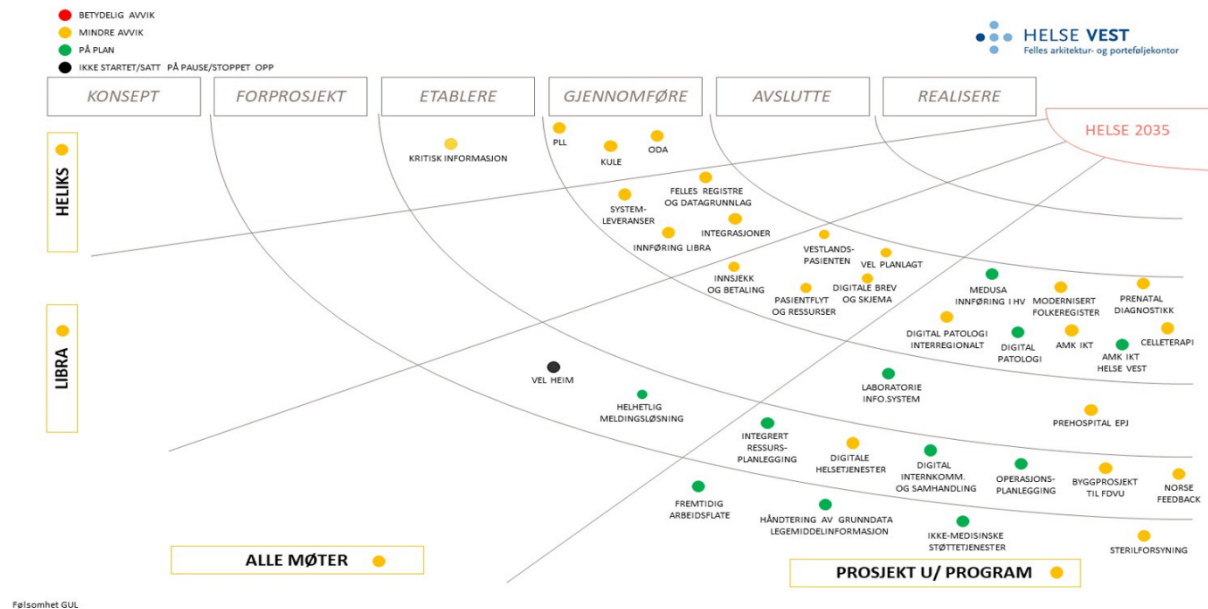 BETYDELIG AVVIK
MINDRE AVVIK
PÅ PLAN
IKKE STARTET/SATT PÅ PAUSE/STOPPET OPP
HELSE VEST
Felles arkitektur- og porteføljekontor
KONSEPT
FORPROSJEKT
ETABLERE
GJENNOMFØRE
AVSLUTTE
REALISERE
HELSE 2035
HELIKS
KRITISK INFORMASJON
PLL
KULE
ODA
FELLES REGISTRE
OG DATAGRUNNLAG
SYSTEM-
LEVERANSER
INTEGRASJONER
INNFØRING LIBRA
VESTLANDS-
PASIENTEN
VEL PLANLAGT
INNSJEKK
OG BETALING
PASIENTFLYT
OG RESSURSER
DIGITALE BREV
OG SKJEMA
MEDUSA
INNFØRING I HV
MODERNISERT
FOLKEREGISTER
PRENATAL
DIAGNOSTIKK
LIBRA
DIGITAL PATOLOGI
INTERREGIONALT
DIGITAL
PATOLOGI
AMK IKT
AMK IKT
HELSE VEST
CELLETERAPI
VEL HEIM
LABORATORIE
INFO.SYSTEM
HELHETLIG
MELDINGSLØSNING
PREHOSPITAL EPJ
INTEGRERT
RESSURS-
PLANLEGGING
DIGITALE
HELSETJENESTER
DIGITAL
INTERNKOMM.
OG SAMHANDLING
OPERASJONS-
PLANLEGGING
BYGGPROSJEKT
TIL FDVU
NORSE
FEEDBACK
FREMTIDIG
ARBEIDSFLATE
HÅNDTERING AV GRUNNDATA
LEGEMIDDELINFORMASJON
IKKE-MEDISINSKE
STØTTETJENESTER
STERILFORSYNING
ALLE MØTER
PROSJEKT U/ PROGRAM
Følsomhet GUL